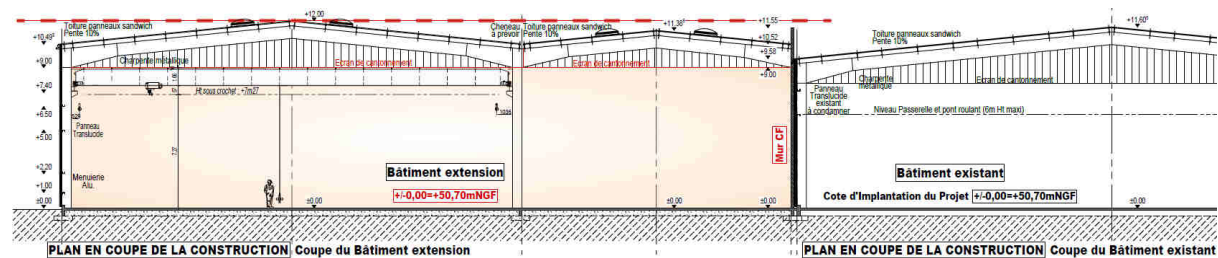 +12.00
Toiture panneaux sandwich
Pente 10%
+10.49⁵
Cheneau
à prévoir
Toiture panneaux sandwich
Pente 10%
+11.38⁵
+11.55
+10.52
+9.58
+9.00
+11.60⁵
Toiture panneaux sandwich
Pente 10%
+9.00
Charpente métallique
Ecran de cantonnement
Ecran de cantonnement
Ecran de cantonnement
Charpente
métallique
+7.40
Ht sous crochet : +7m27
Panneau
Translucide
existant
à condamner
Niveau Passerelle et pont roulant (6m Ht maxi)
+6.50
Panneau
Translucide
+5.00
7.27
Mur CF
+2.20
Menuierie
Alu.
+1.00
±0.00
Bâtiment extension
+/-0,00=+50,70mNGF
±0.00
±0.00
±0.00
±0.00
Bâtiment existant
Cote d'Implantation du Projet +/-0,00=+50,70mNGF
±0.00
PLAN EN COUPE DE LA CONSTRUCTION Coupe du Bâtiment extension
PLAN EN COUPE DE LA CONSTRUCTION Coupe du Bâtiment existant